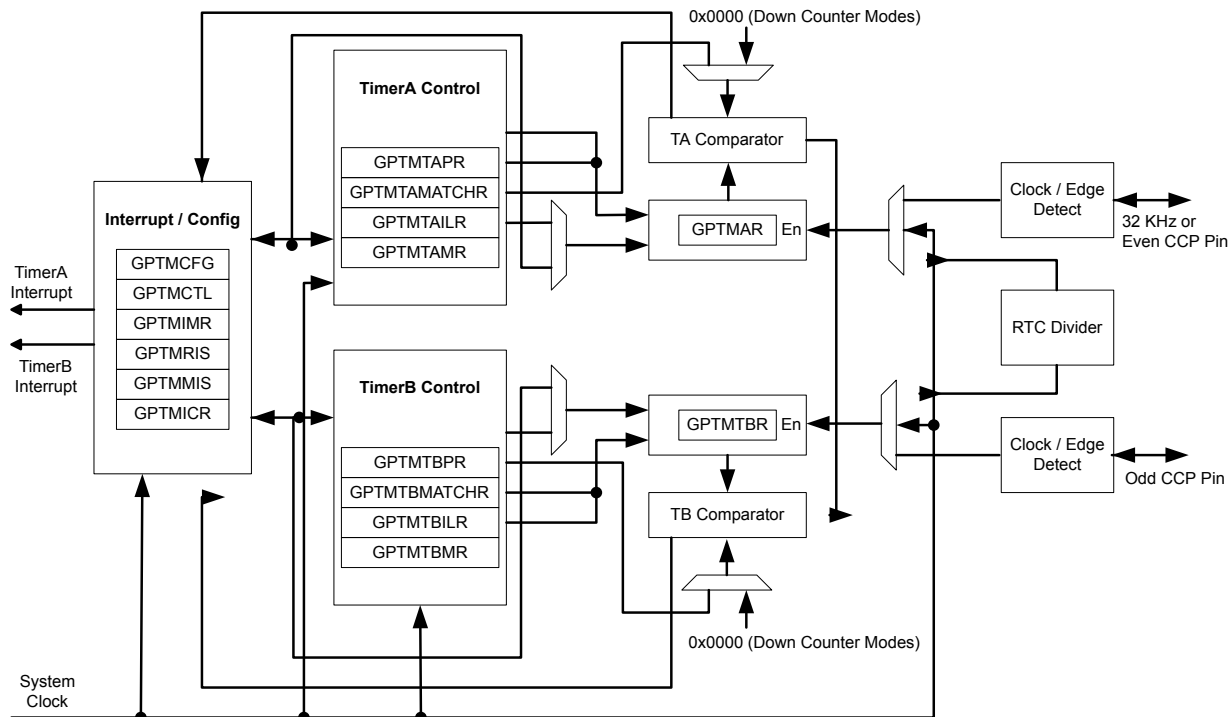 0x0000 (Down Counter Modes)
TimerA Control
GPTMTAPR
GPTMTAMATCHR
GPTMTAILR
GPTMTAMR
TA Comparator
GPTMAR
En
Clock / Edge
Detect
32 KHz or
Even CCP Pin
Interrupt / Config
GPTMCFG
GPTMCTL
GPTMIMR
GPTMRIS
GPTMMIS
GPTMICR
TimerA
Interrupt
TimerB
Interrupt
RTC Divider
TimerB Control
GPTMTBPR
GPTMTBMATCHR
GPTMTBILR
GPTMTBMR
GPTMTBR
En
TB Comparator
Clock / Edge
Detect
Odd CCP Pin
0x0000 (Down Counter Modes)
System
Clock